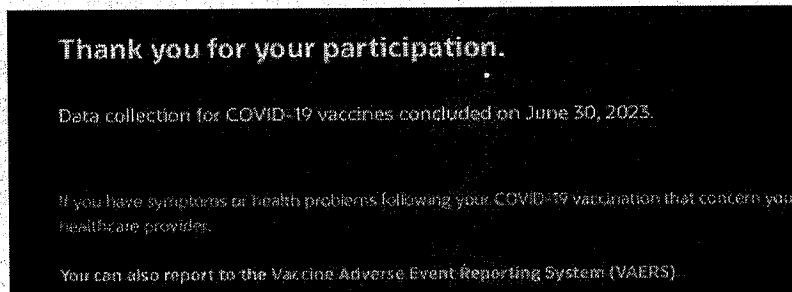 Thank you for your participation.
Data collection for COVID-19 vaccines concluded on June 30, 2023.
If you have symptoms or health problems following your COVID-19 vaccination that concern you
healthcare provider.
You can also report to the Vaccine Adverse Event Reporting System (VAERS)